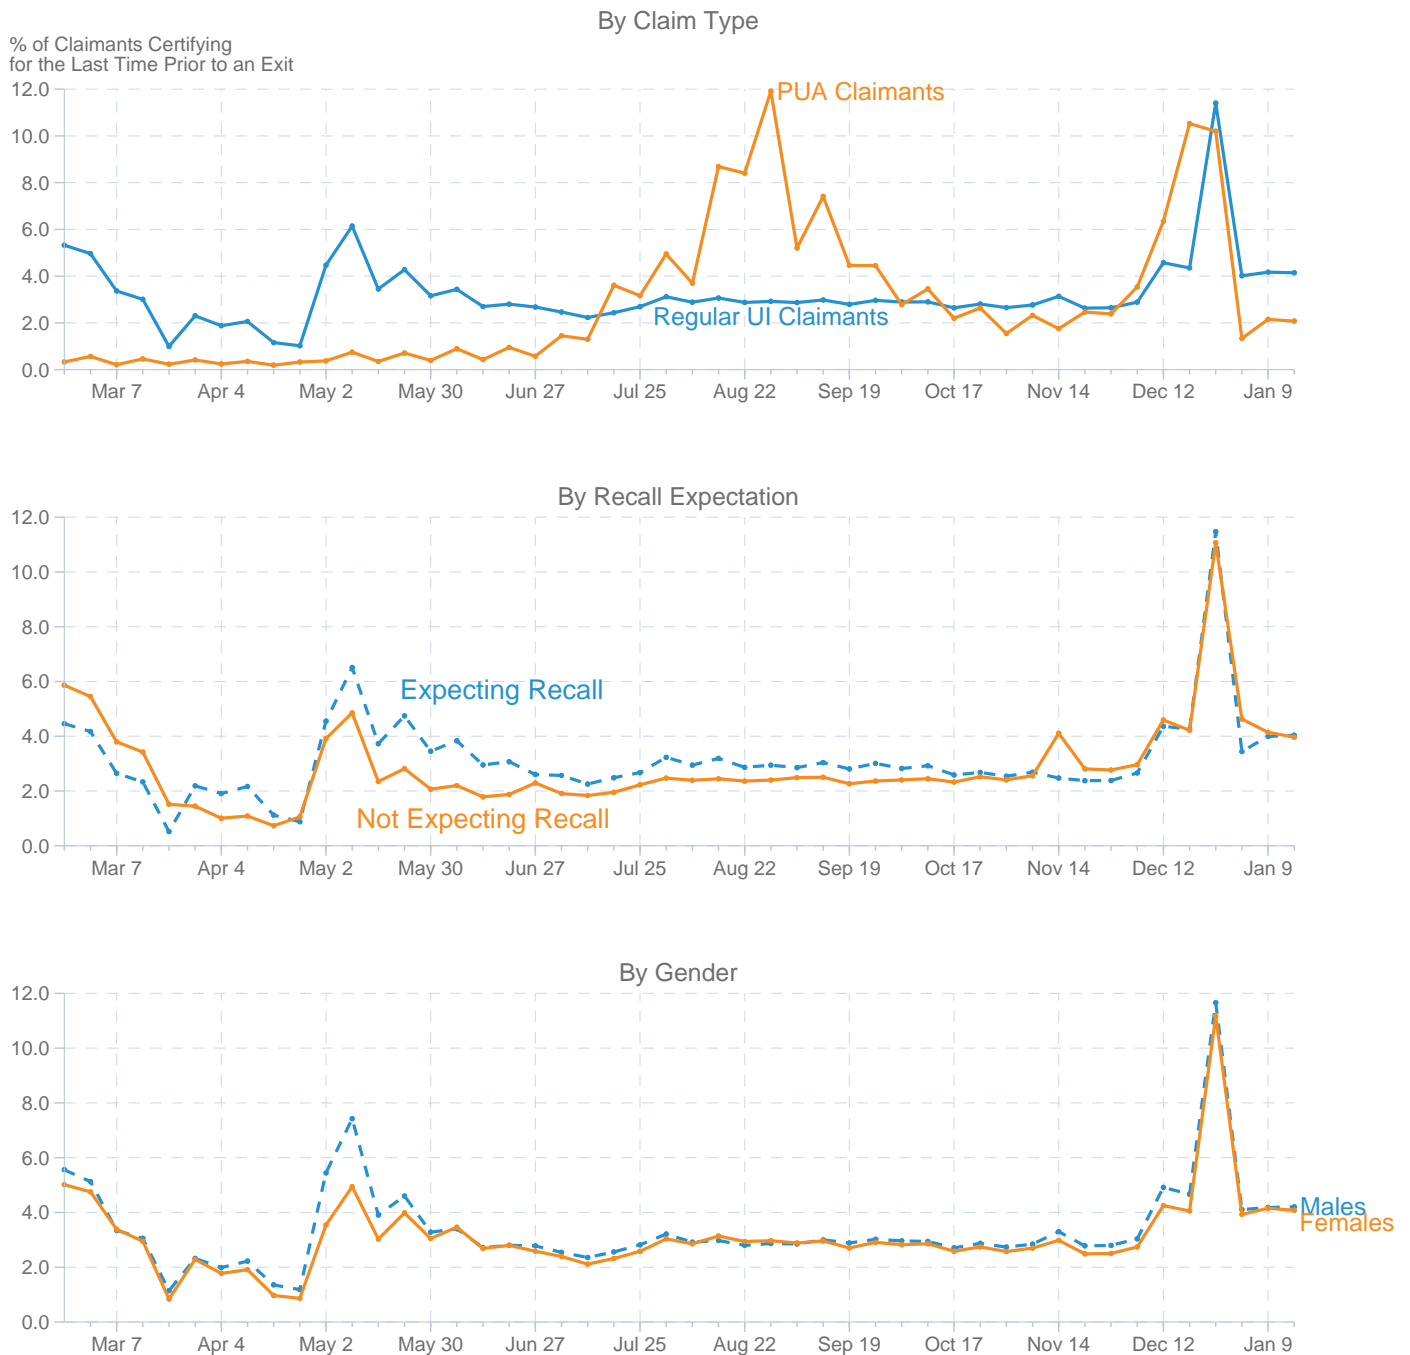 By Claim Type
% of Claimants Certifying
for the Last Time Prior to an Exit
12.0
10.0
8.0
6.0
4.0
2.0
0.0
PUA Claimants
Regular UI Claimants
Mar 7 Apr 4 May 2 May 30 Jun 27 Jul 25 Aug 22 Sep 19 Oct 17 Nov 14 Dec 12 Jan 9
By Recall Expectation
12.0
10.0
8.0
6.0
4.0
2.0
0.0
Expecting Recall
Not Expecting Recall
Mar 7 Apr 4 May 2 May 30 Jun 27 Jul 25 Aug 22 Sep 19 Oct 17 Nov 14 Dec 12 Jan 9
By Gender
12.0
10.0
8.0
6.0
4.0
2.0
0.0
Males
Females
Mar 7 Apr 4 May 2 May 30 Jun 27 Jul 25 Aug 22 Sep 19 Oct 17 Nov 14 Dec 12 Jan 9